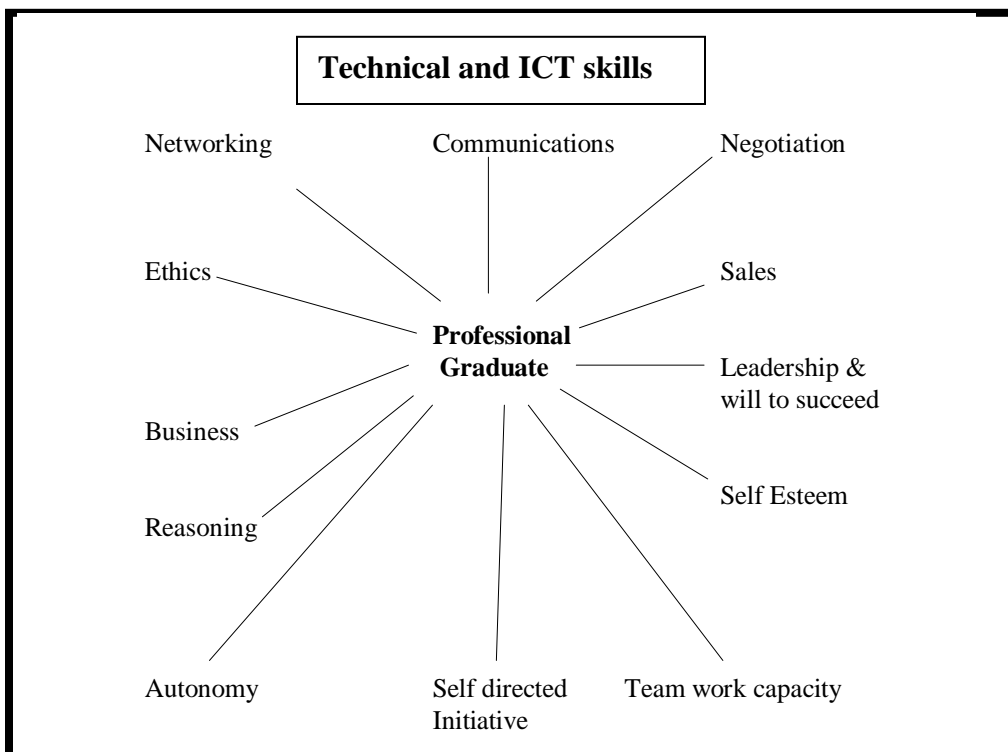 Technical and ICT skills
Networking
Communications
Negotiation
Ethics
Sales
Professional
Graduate
Leadership &
will to succeed
Business
Self Esteem
Reasoning
Autonomy
Self directed
Initiative
Team work capacity